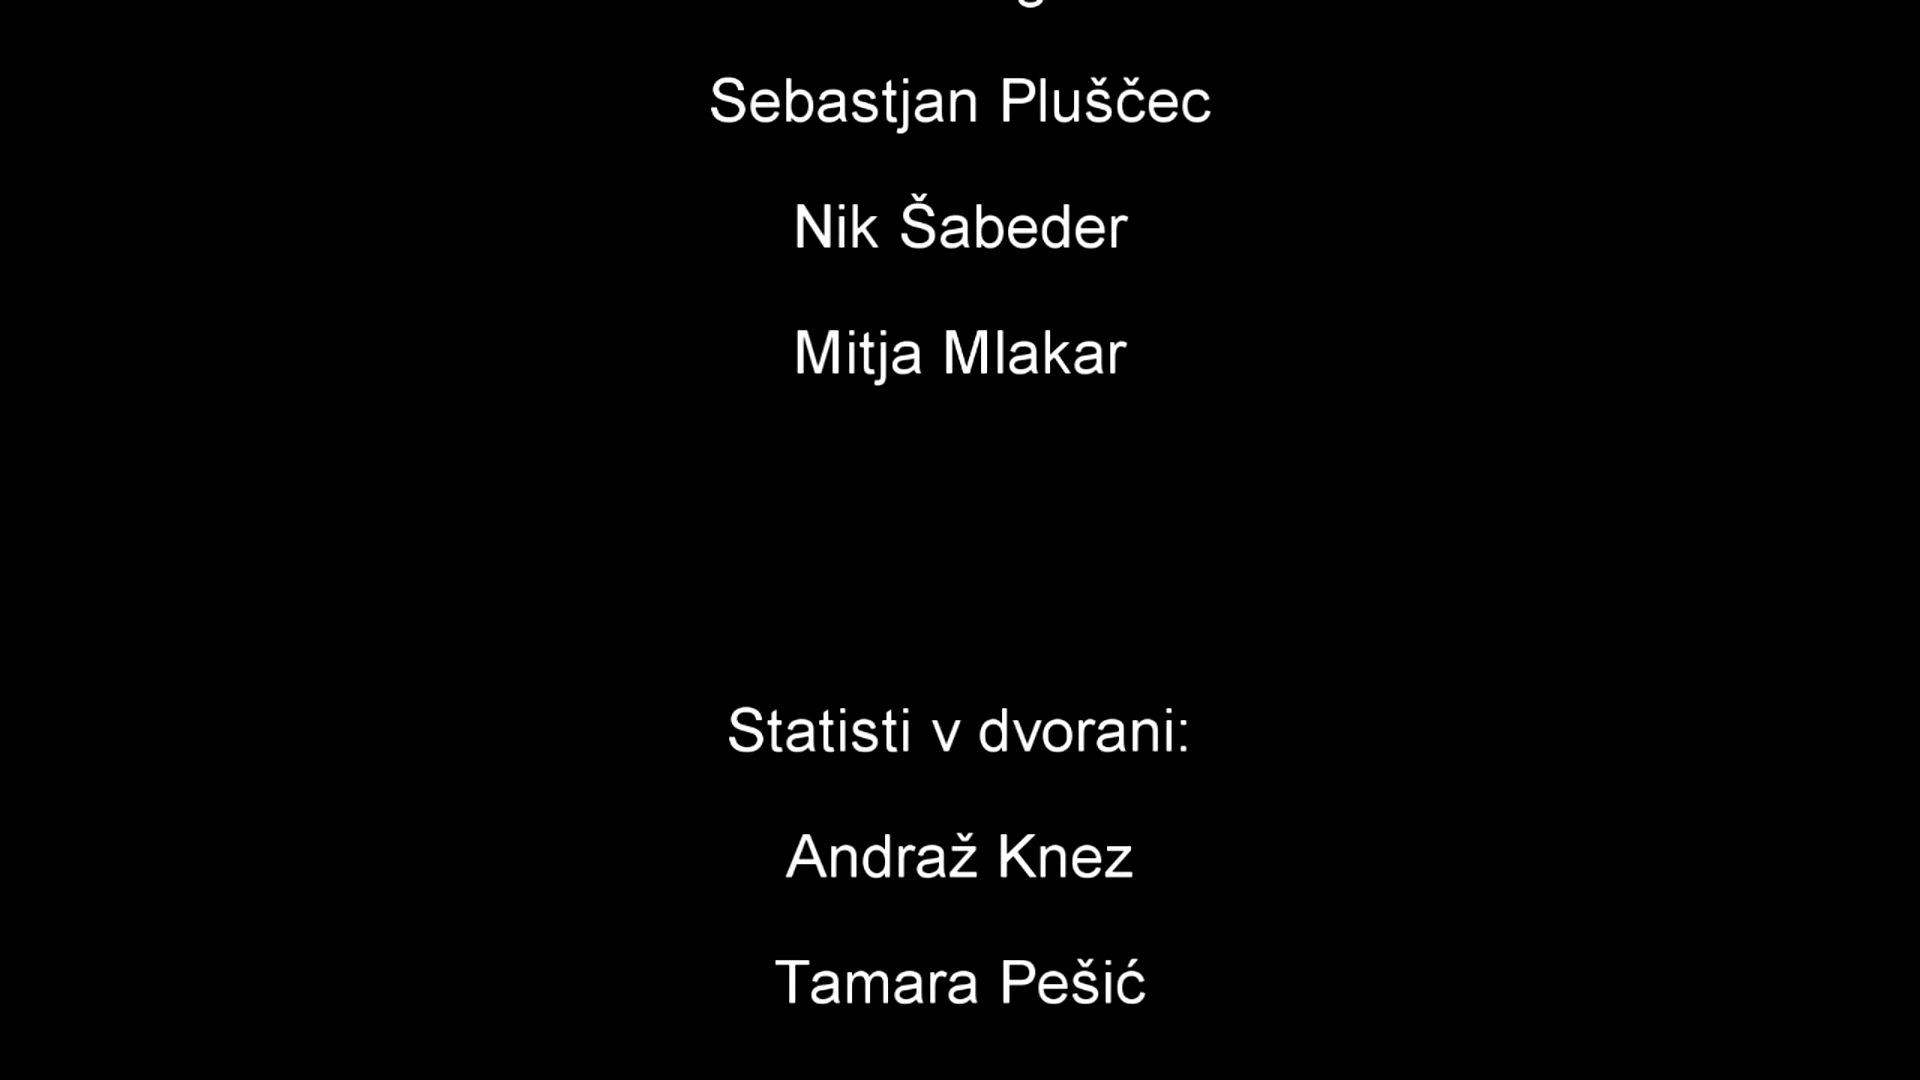 Sebastjan Pluščec
Nik Šabeder
Mitja Mlakar
Statisti v dvorani:
Andraž Knez
Tamara Pešić